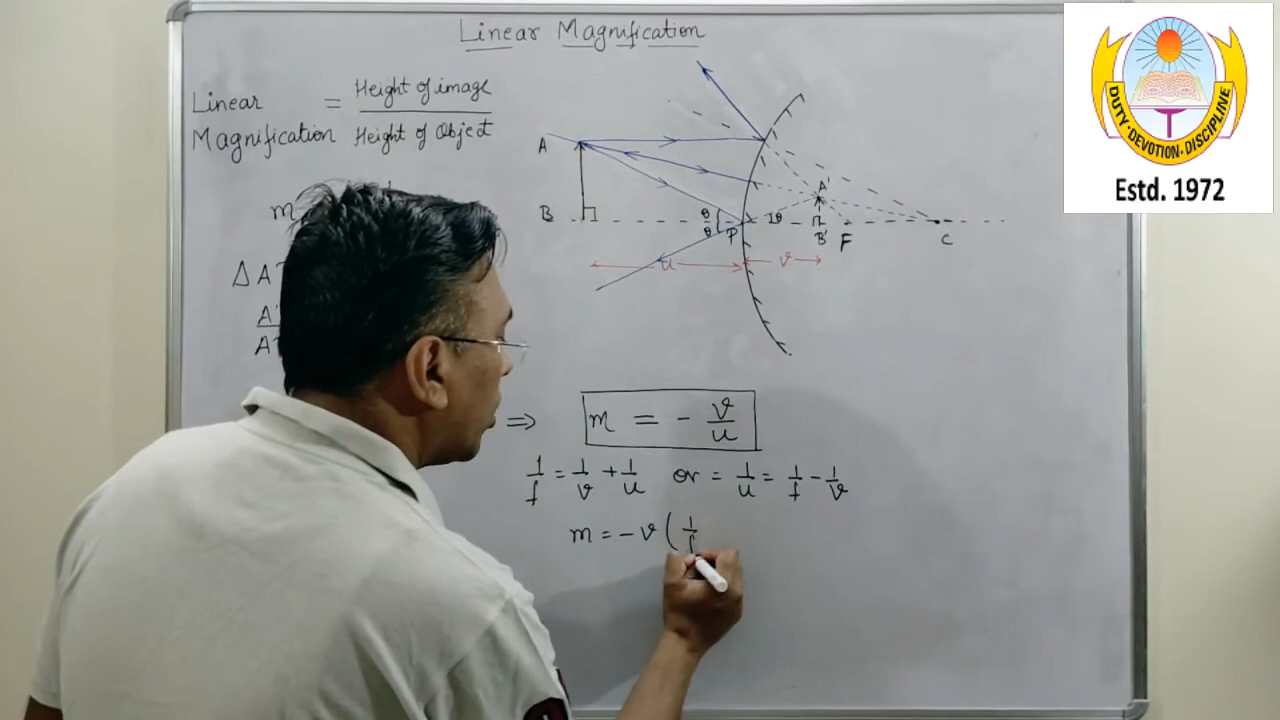 Linear Magnification
Linear Magnification = Height of image / Height of Object
m
Δ A
A'
A
A
B
θ
θ
P
θ
A'
B'
F
C
u
v
⇒ m = - v/u
1/f = 1/v + 1/u or = 1/u = 1/f - 1/v
m = - v ( 1/f
DUTY·DEVOTION·DISCIPLINE
Estd. 1972